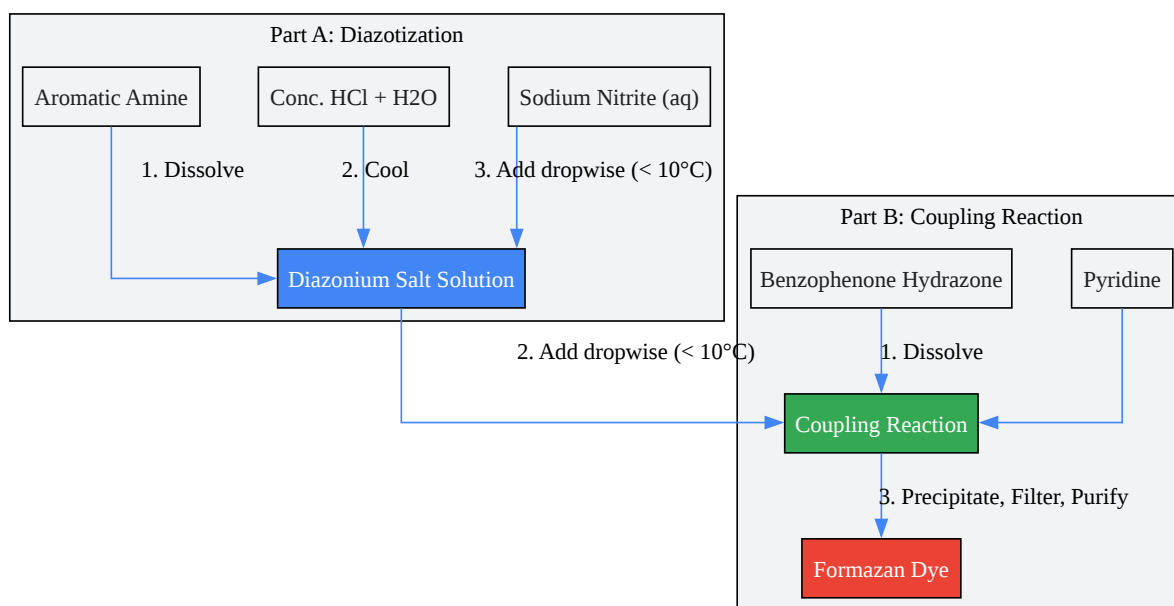 Part A: Diazotization
Aromatic Amine
Conc. HCl + H2O
Sodium Nitrite (aq)
1. Dissolve
2. Cool
3. Add dropwise (< 10°C)
Diazonium Salt Solution
Part B: Coupling Reaction
Benzophenone Hydrazone
Pyridine
2. Add dropwise (< 10°C)
1. Dissolve
Coupling Reaction
3. Precipitate, Filter, Purify
Formazan Dye